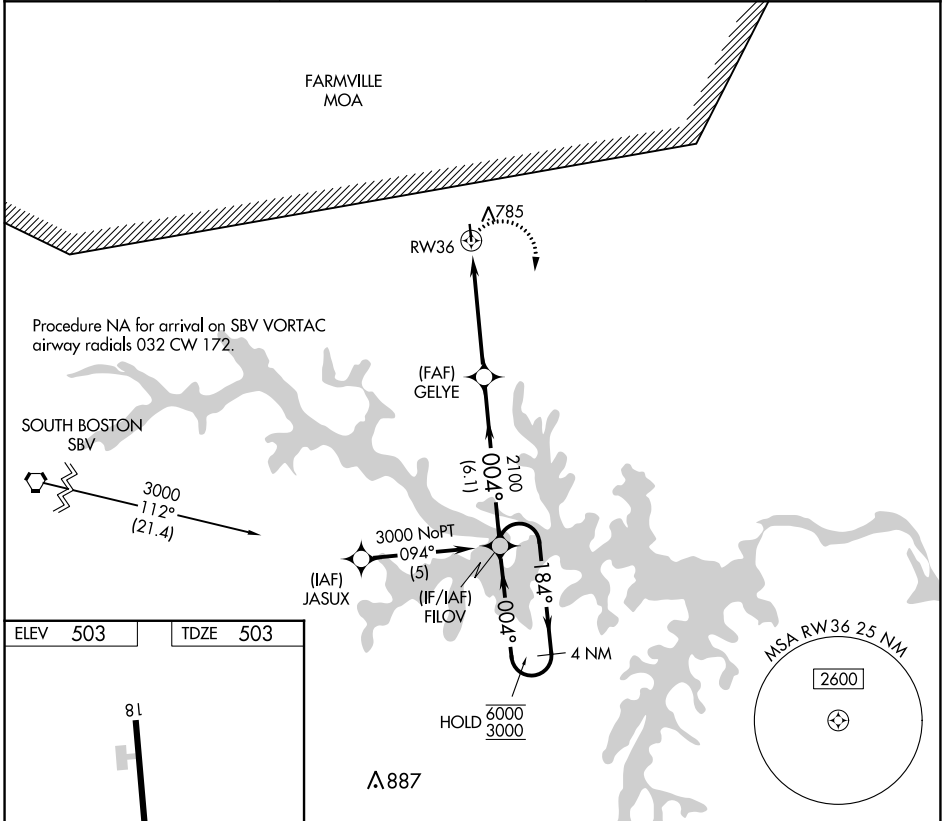 FARMVILLE
MOA
785
RW36
Procedure NA for arrival on SBV VORTAC
airway radials 032 CW 172.
(FAF)
GELYE
SOUTH BOSTON
SBV
3000
112°
(21.4)
2100
004°
(6.1)
3000 NoPT
094°
(5)
(IAF)
JASUX
(IF/IAF)
FILOV
184°
004°
4 NM
HOLD 6000
3000
ELEV 503
TDZE 503
18
887
MSA RW36 25 NM
2600